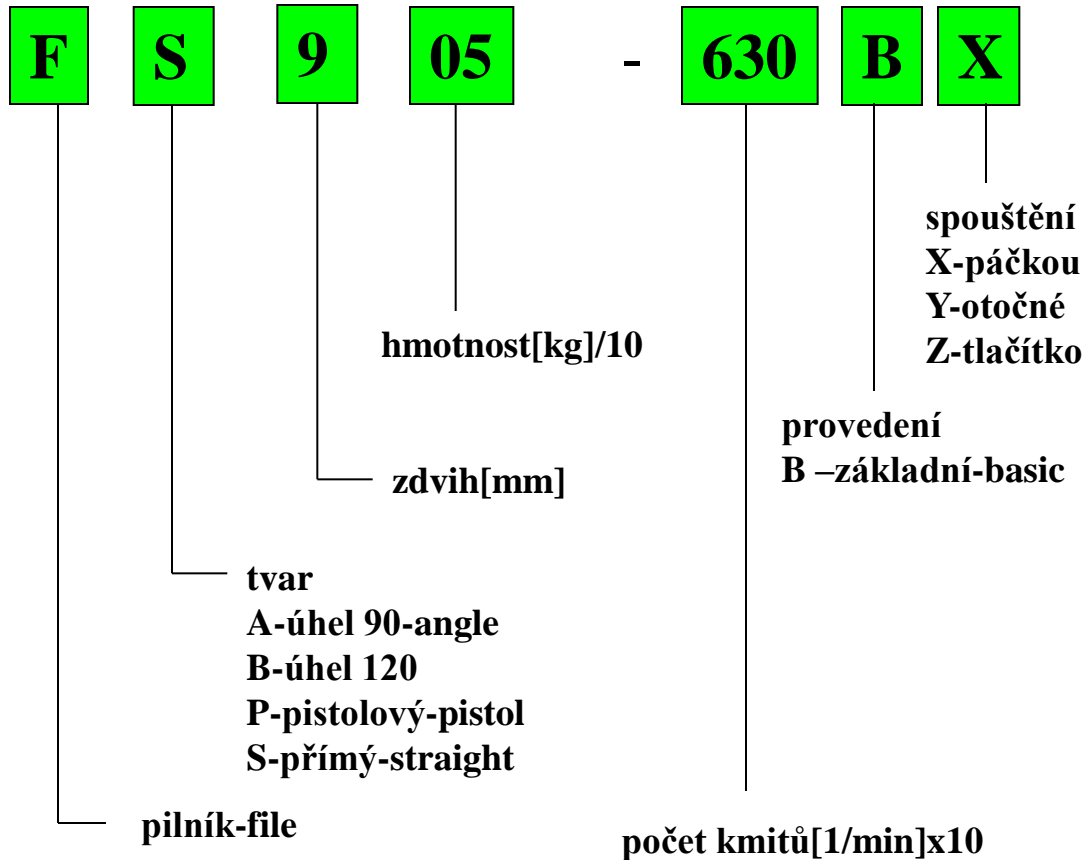 F S 9 05 - 630 B X
spouštění
X-páčkou
Y-otočné
Z-tlačítko
hmotnost[kg]/10
provedení
B –základní-basic
zdvih[mm]
tvar
A-úhel 90-angle
B-úhel 120
P-pistolový-pistol
S-přímý-straight
pilník-file
počet kmitů[1/min]x10